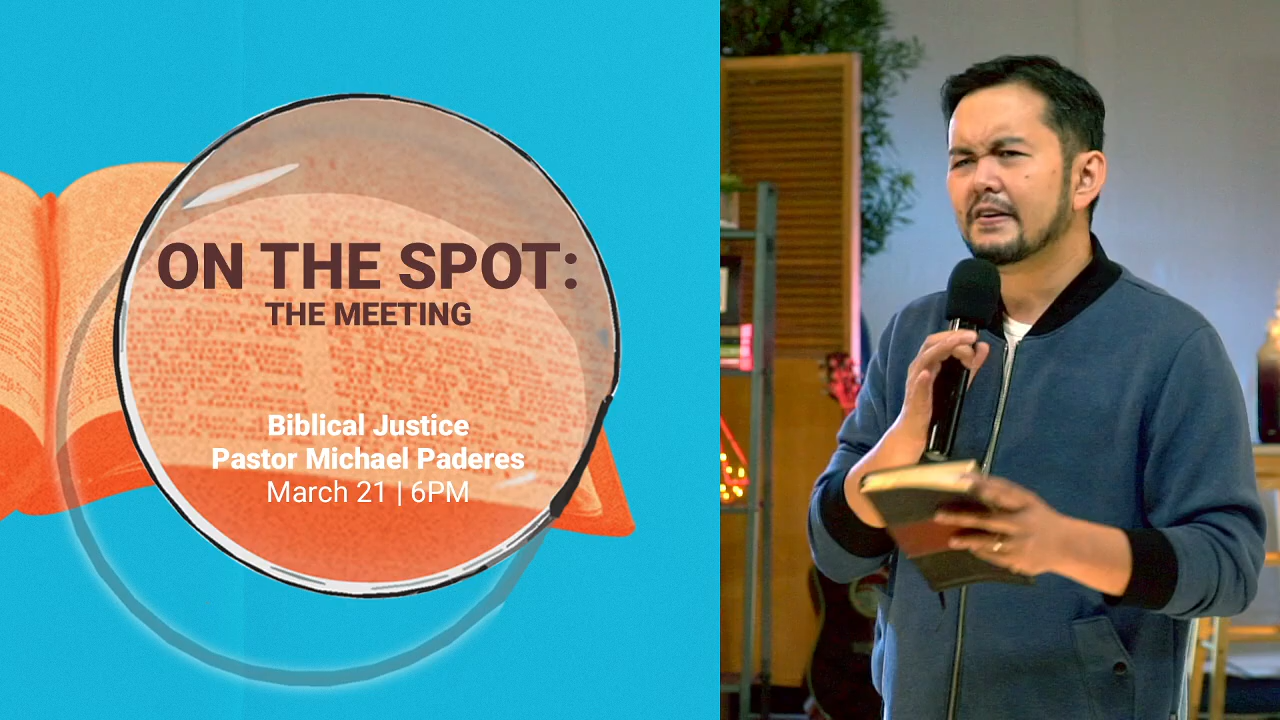 ON THE SPOT:
THE MEETING
Biblical Justice
Pastor Michael Paderes
March 21 | 6PM